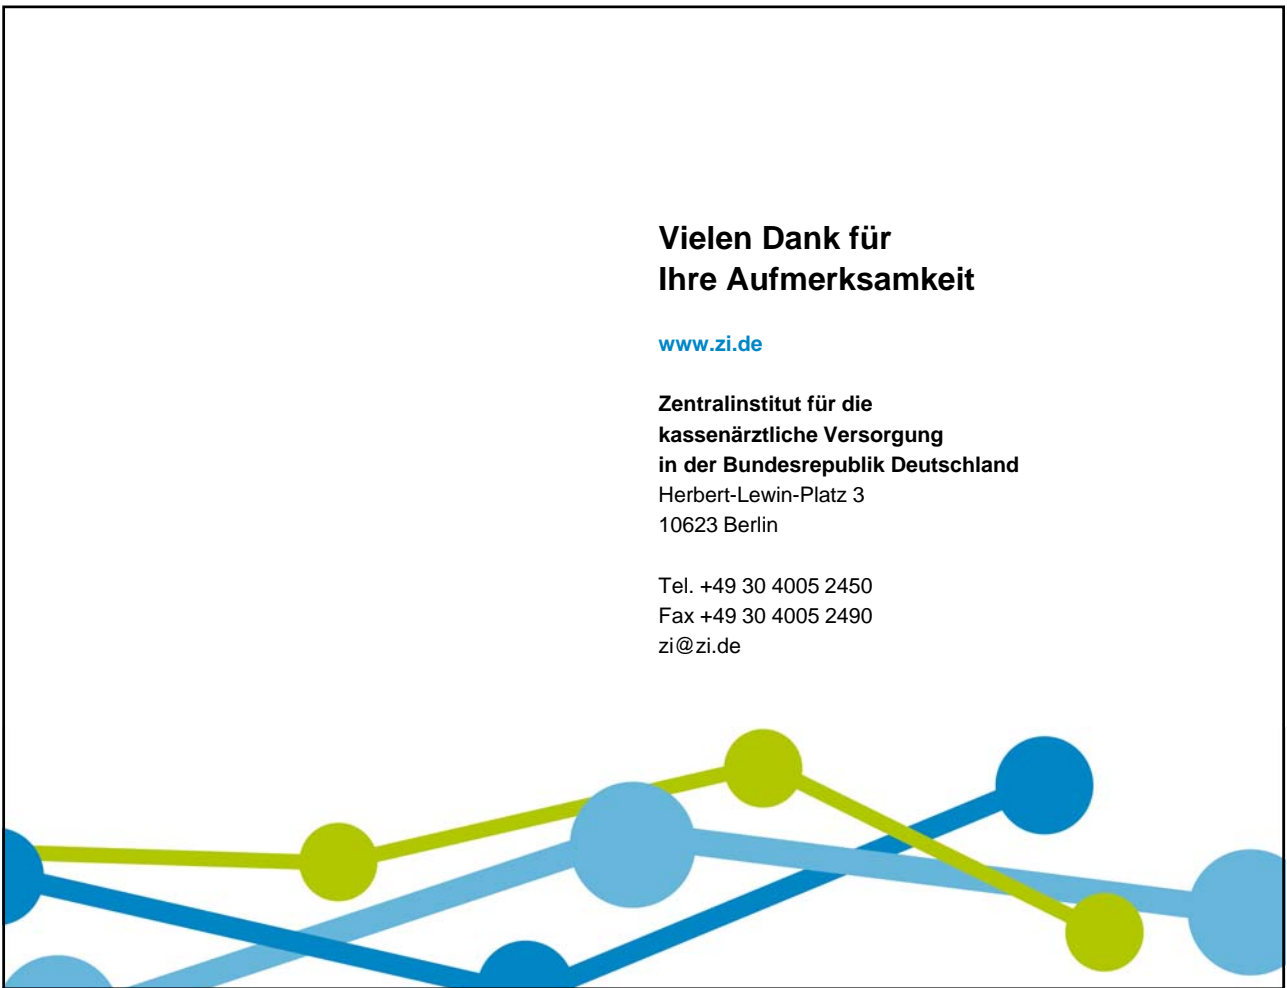 Vielen Dank für
Ihre Aufmerksamkeit
www.zi.de
Zentralinstitut für die
kassenärztliche Versorgung
in der Bundesrepublik Deutschland
Herbert-Lewin-Platz 3
10623 Berlin
Tel. +49 30 4005 2450
Fax +49 30 4005 2490
zi@zi.de